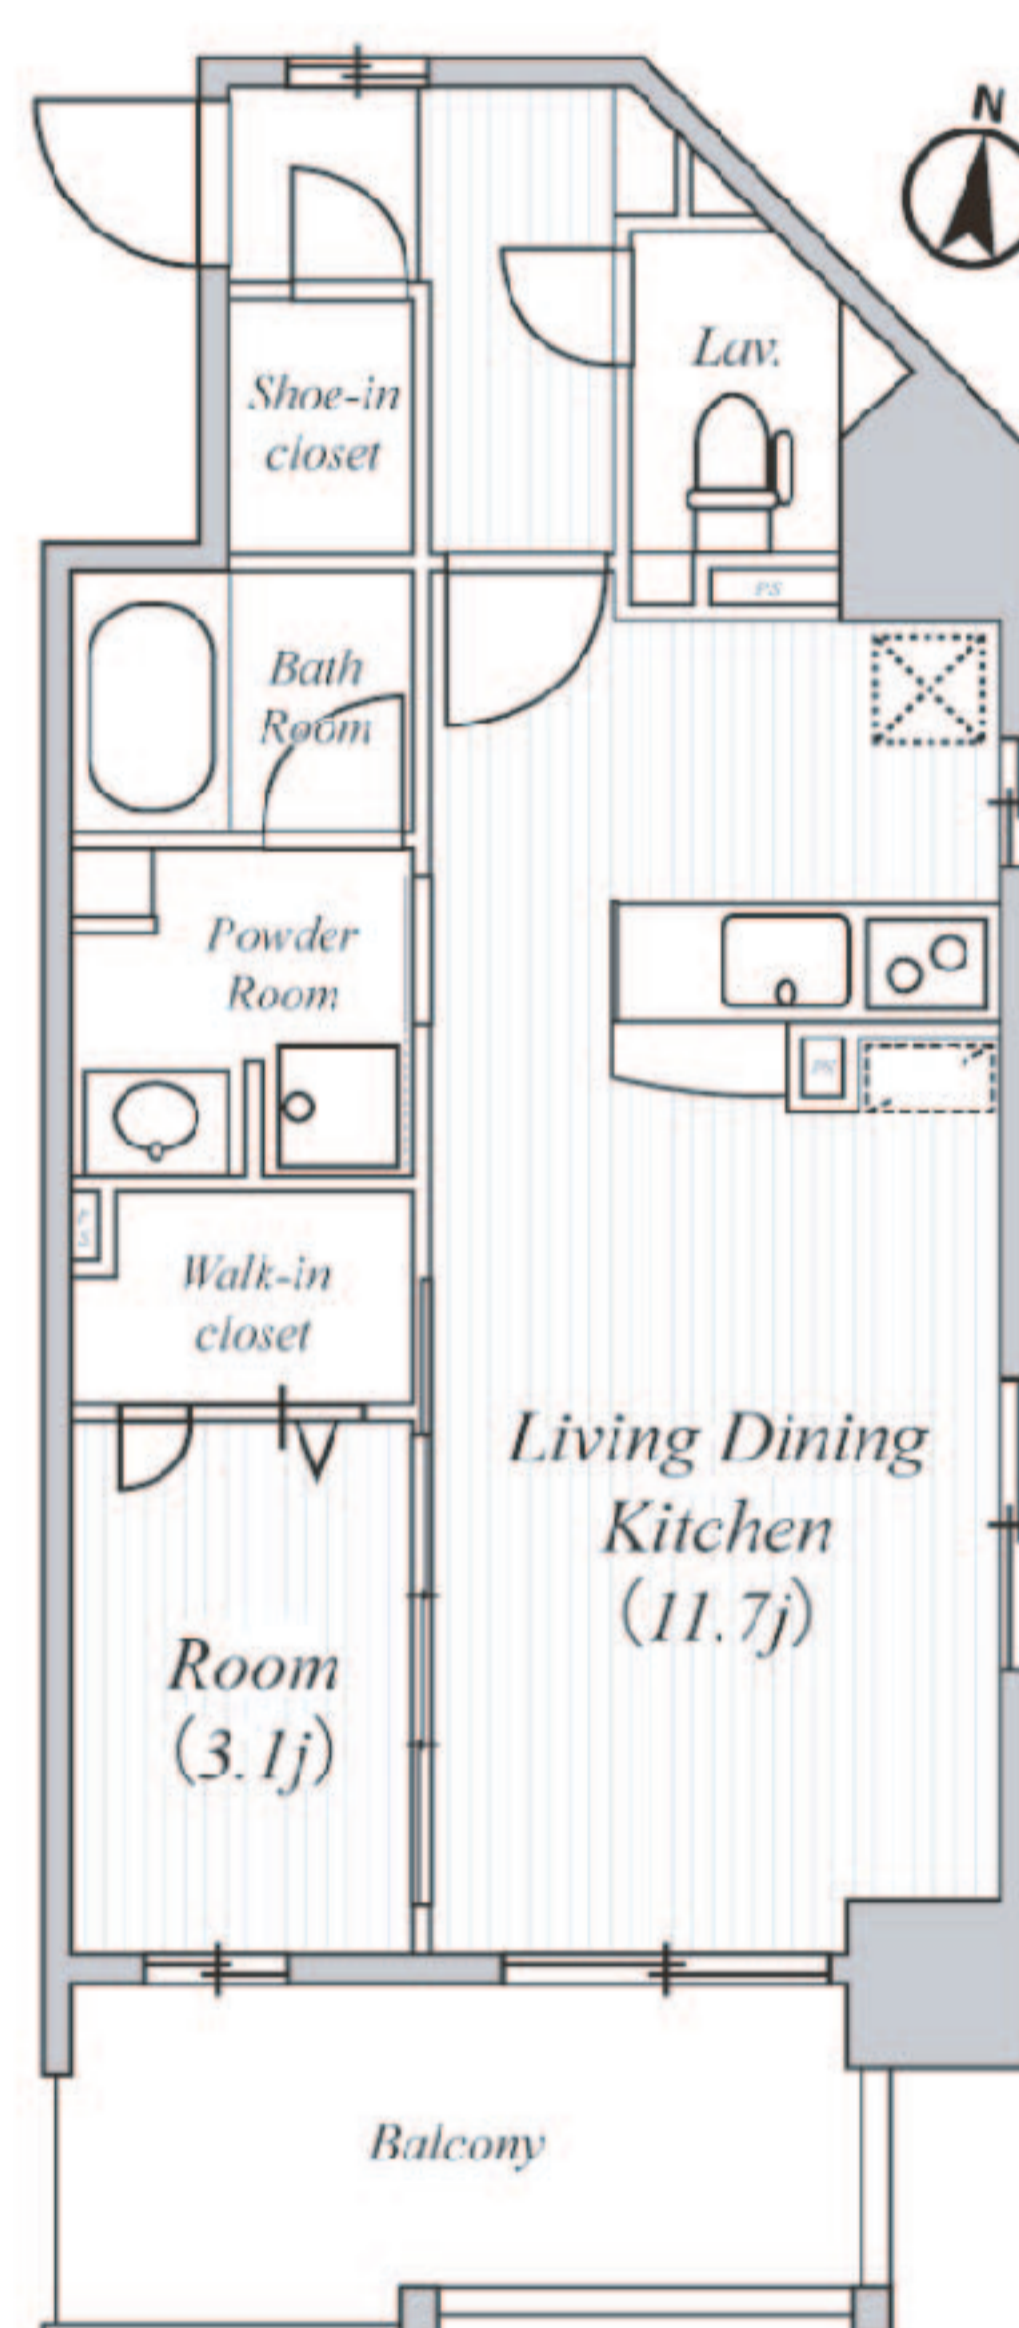 N
Lav.
Shoe-in
closet
PS
Bath
Room
Powder
Room
PS
Walk-in
closet
Living Dining
Kitchen
(11.7j)
Room
(3.1j)
Balcony